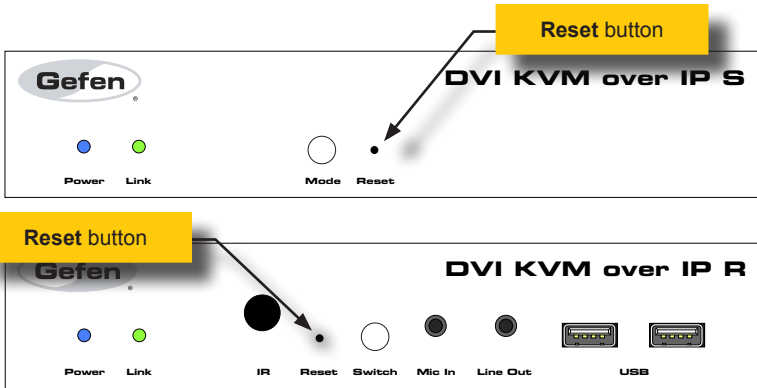 Reset button
Gefen
DVI KVM over IP S
Power Link Mode Reset
Reset button
Gefen
DVI KVM over IP R
Power Link IR Reset Switch Mic In Line Out USB